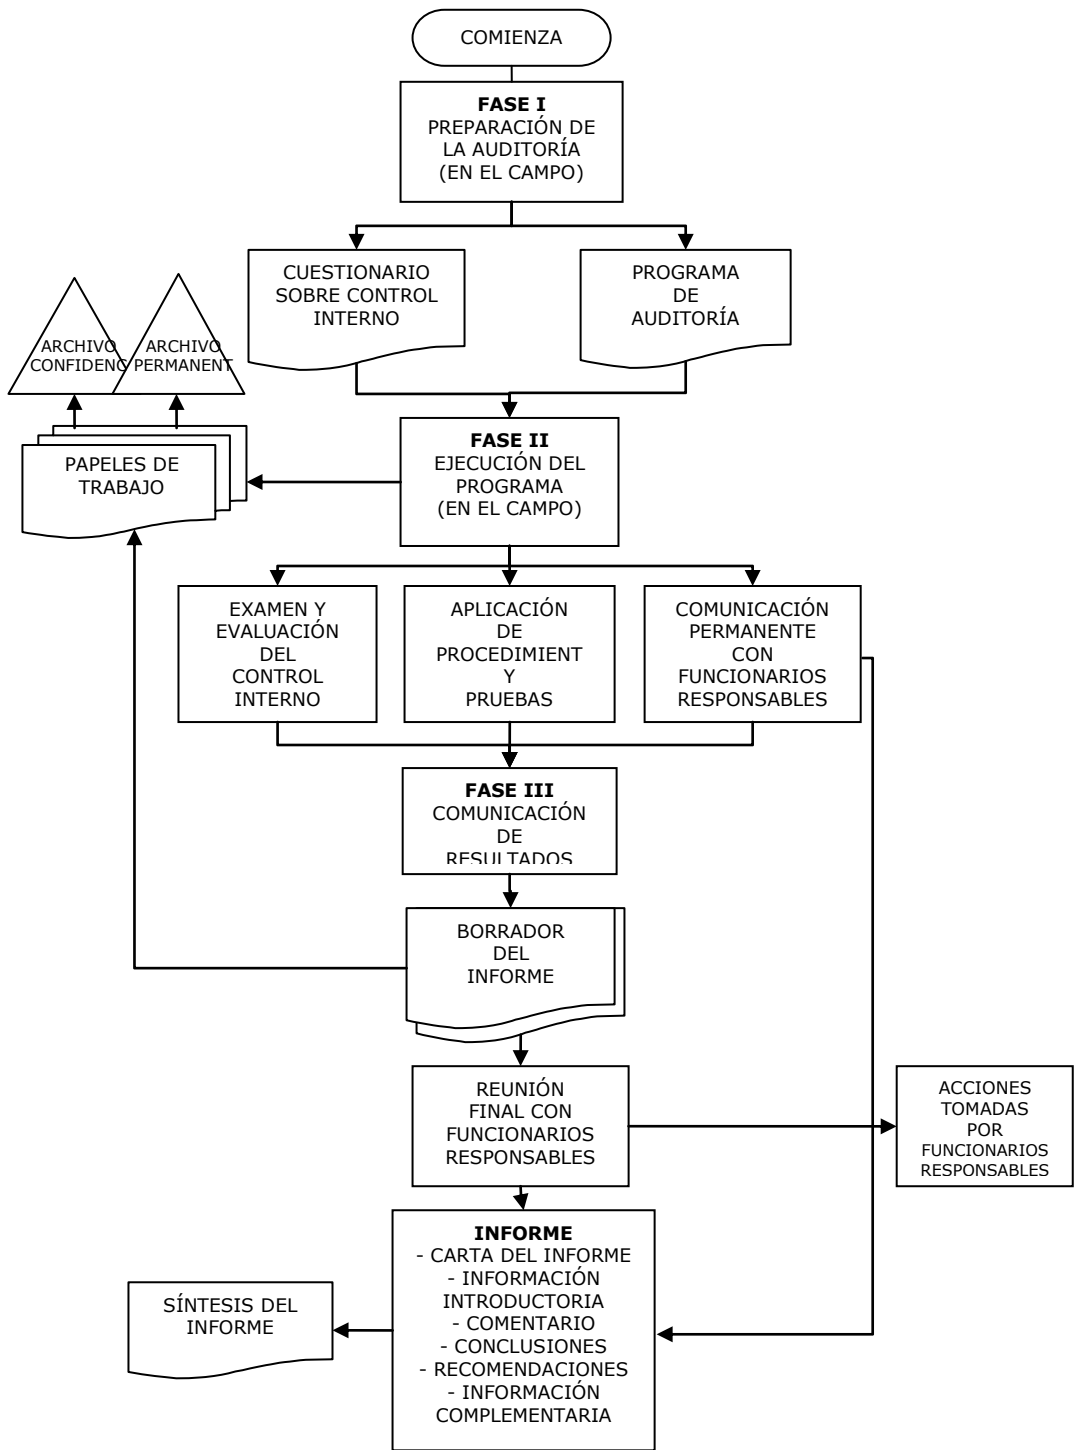 COMIENZA
FASE I
PREPARACIÓN DE
LA AUDITORÍA
(EN EL CAMPO)
CUESTIONARIO
SOBRE CONTROL
INTERNO
PROGRAMA
DE
AUDITORÍA
ARCHIVO
CONFIDENC
ARCHIVO
PERMANENT
FASE II
EJECUCIÓN DEL
PROGRAMA
(EN EL CAMPO)
PAPELES DE
TRABAJO
EXAMEN Y
EVALUACIÓN
DEL
CONTROL
INTERNO
APLICACIÓN
DE
PROCEDIMIENT
Y
PRUEBAS
COMUNICACIÓN
PERMANENTE
CON
FUNCIONARIOS
RESPONSABLES
FASE III
COMUNICACIÓN
DE
RESULTADOS
BORRADOR
DEL
INFORME
REUNIÓN
FINAL CON
FUNCIONARIOS
RESPONSABLES
ACCIONES
TOMADAS
POR
FUNCIONARIOS
RESPONSABLES
INFORME
- CARTA DEL INFORME
- INFORMACIÓN
INTRODUCTORIA
- COMENTARIO
- CONCLUSIONES
- RECOMENDACIONES
- INFORMACIÓN
COMPLEMENTARIA
SÍNTESIS DEL
INFORME